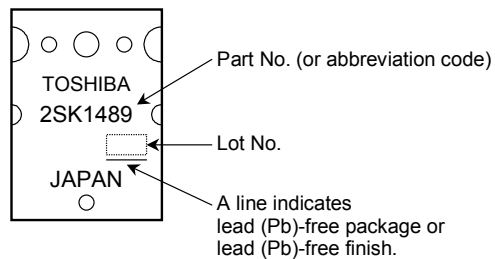 TOSHIBA
2SK1489
JAPAN
Part No. (or abbreviation code)
Lot No.
A line indicates
lead (Pb)-free package or
lead (Pb)-free finish.